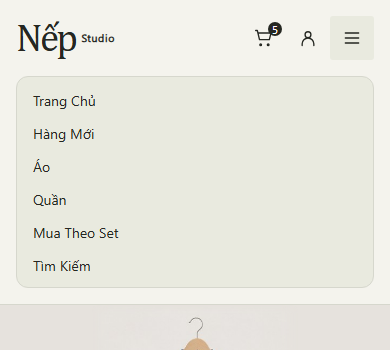 Nếp Studio
5
Trang Chủ
Hàng Mới
Áo
Quần
Mua Theo Set
Tìm Kiếm